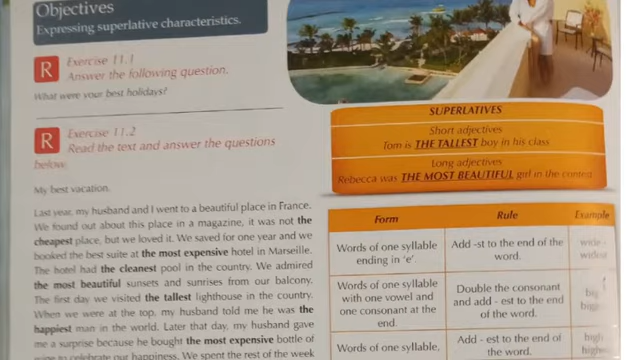 Objectives
Expressing superlative characteristics.
R
Exercise 11.1
Answer the following question.
What were your best holidays?
R
Exercise 11.2
Read the text and answer the questions
below.
My best vacation.
Last year, my husband and I went to a beautiful place in France.
We found out about this place in a magazine, it was not the
cheapest place, but we loved it. We saved for one year and we
booked the best suite at the most expensive hotel in Marseille.
The hotel had the cleanest pool in the country. We admired
the most beautiful sunsets and sunrises from our balcony.
The first day we visited the tallest lighthouse in the country.
When we were at the top, my husband told me he was the
happiest man in the world. Later that day, my husband gave
me a surprise because he bought the most expensive bottle of
wine to celebrate our happiness. We spent the rest of the week
SUPERLATIVES
Short adjectives
Tom is THE TALLEST boy in his class
Long adjectives
Rebecca was THE MOST BEAUTIFUL girl in the contest
Form Rule Example
Words of one syllable
ending in 'e'.
Add -st to the end of the
word.
wide -
widest
Words of one syllable
with one vowel and
one consonant at the
end.
Double the consonant
and add - est to the end
of the word.
big
Words of one syllable,
Add - est to the end of
the word.
high
highest